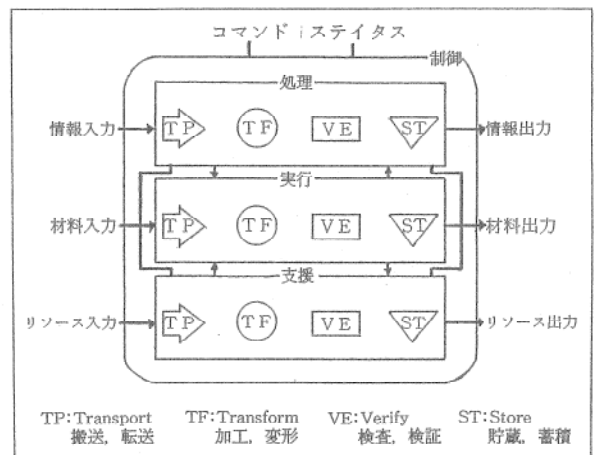 コマンド ステイタス
制御
処理
情報入力 TP TF VE ST 情報出力
実行
材料入力 TP TF VE ST 材料出力
支援
リソース入力 TP TF VE ST リソース出力
TP:Transport TF:Transform VE:Verify ST:Store
搬送，転送 加工，変形 検査，検証 貯蔵，蓄積